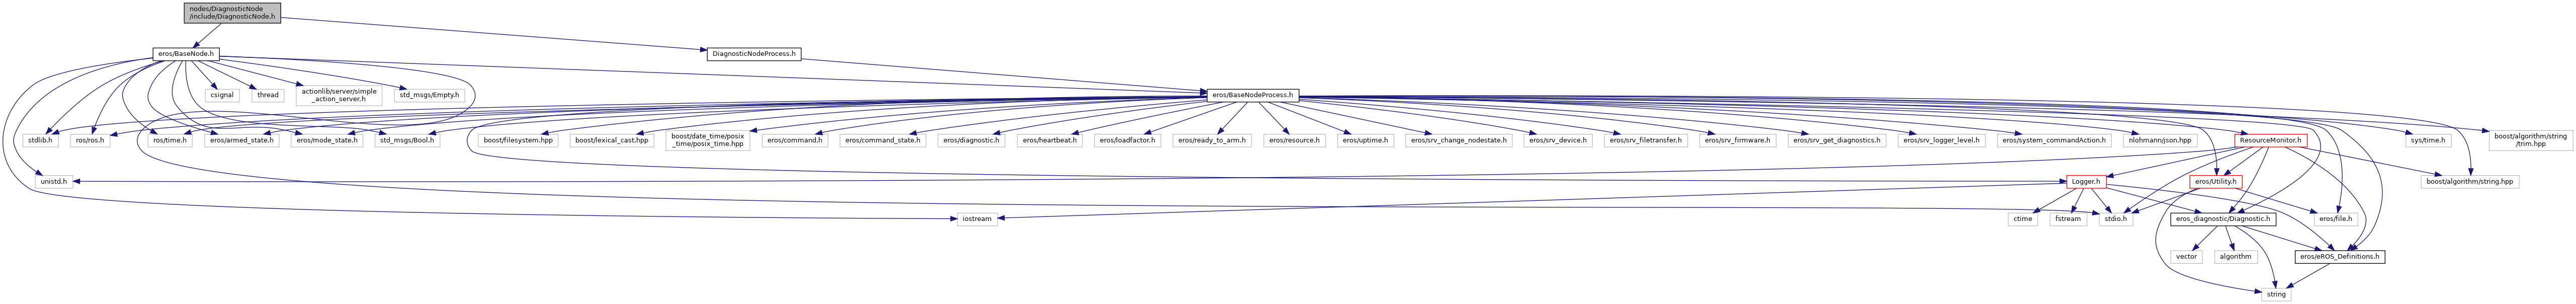 nodes/DiagnosticNode
/include/DiagnosticNode.h
eros/BaseNode.h
DiagnosticNodeProcess.h
csignal
thread
actionlib/server/simple
_action_server.h
std_msgs/Empty.h
eros/BaseNodeProcess.h
stdlib.h
ros/ros.h
ros/time.h
eros/armed_state.h
eros/mode_state.h
std_msgs/Bool.h
boost/filesystem.hpp
boost/lexical_cast.hpp
boost/date_time/posix
_time/posix_time.hpp
eros/command.h
eros/command_state.h
eros/diagnostic.h
eros/heartbeat.h
eros/loadfactor.h
eros/ready_to_arm.h
eros/resource.h
eros/uptime.h
eros/srv_change_nodestate.h
eros/srv_device.h
eros/srv_filetransfer.h
eros/srv_firmware.h
eros/srv_get_diagnostics.h
eros/srv_logger_level.h
eros/system_commandAction.h
nlohmann/json.hpp
ResourceMonitor.h
sys/time.h
boost/algorithm/string
/trim.hpp
unistd.h
Logger.h
eros/Utility.h
boost/algorithm/string.hpp
iostream
ctime
fstream
stdio.h
eros_diagnostic/Diagnostic.h
eros/file.h
vector
algorithm
eros/eROS_Definitions.h
string